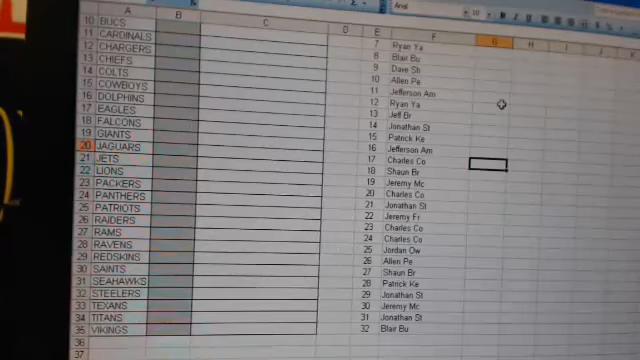 Arial 10 B I U
A B C D E F G H I J K
10 BUCS 7 Ryan Ya
11 CARDINALS 8 Blair Bu
12 CHARGERS 9 Dave Sh
13 CHIEFS 10 Allen Pe
14 COLTS 11 Jefferson Am
15 COWBOYS 12 Ryan Ya
16 DOLPHINS 13 Jeff Br
17 EAGLES 14 Jonathan St
18 FALCONS 15 Patrick Ke
19 GIANTS 16 Jefferson Am
20 JAGUARS 17 Charles Co
21 JETS 18 Shaun Br
22 LIONS 19 Jeremy Mc
23 PACKERS 20 Charles Co
24 PANTHERS 21 Jonathan St
25 PATRIOTS 22 Jeremy Fr
26 RAIDERS 23 Charles Co
27 RAMS 24 Charles Co
28 RAVENS 25 Jordan Ow
29 REDSKINS 26 Allen Pe
30 SAINTS 27 Shaun Br
31 SEAHAWKS 28 Patrick Ke
32 STEELERS 29 Jonathan St
33 TEXANS 30 Jeremy Mc
34 TITANS 31 Jonathan St
35 VIKINGS 32 Blair Bu
36
37